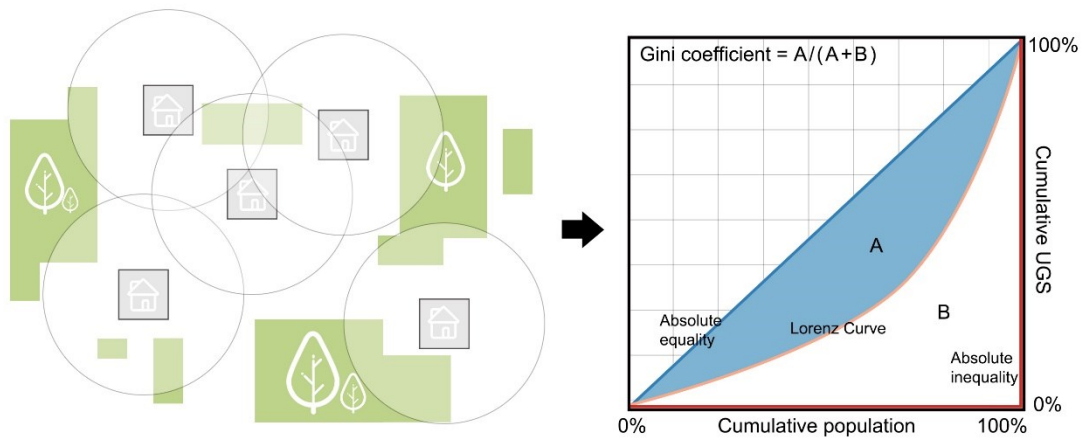 Gini coefficient = A/(A+B)
100%
A
Absolute
equality
Lorenz Curve
B
Absolute
inequality
Cumulative UGS
0%
0%
Cumulative population
100%